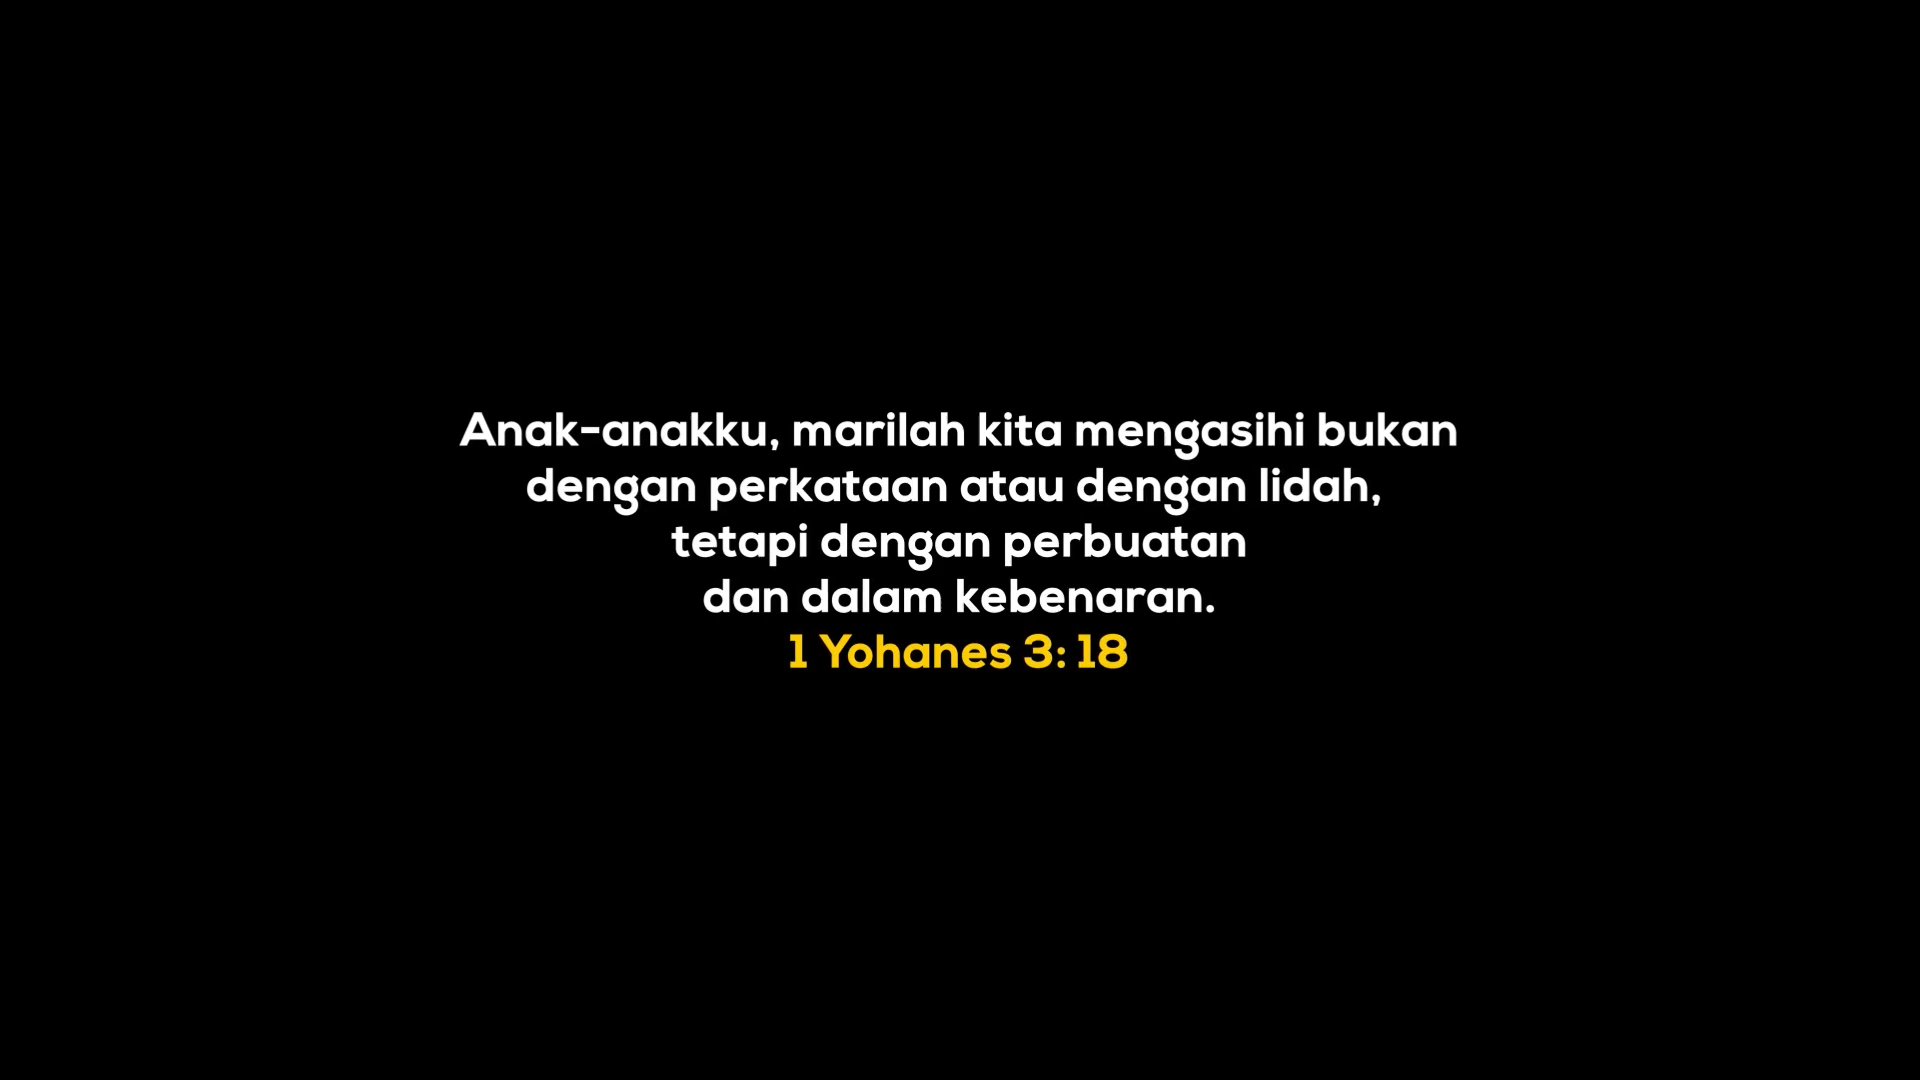 Anak-anakku, marilah kita mengasihi bukan
dengan perkataan atau dengan lidah,
tetapi dengan perbuatan
dan dalam kebenaran.
1 Yohanes 3: 18